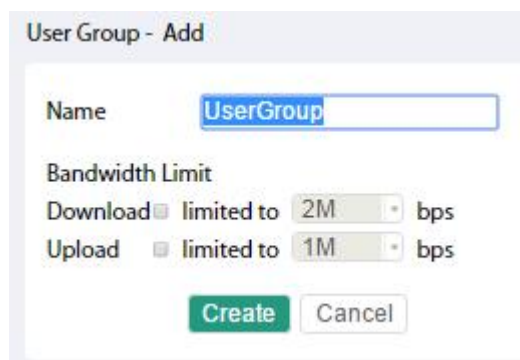 User Group - Add
Name UserGroup
Bandwidth Limit
Download limited to 2M bps
Upload limited to 1M bps
Create Cancel